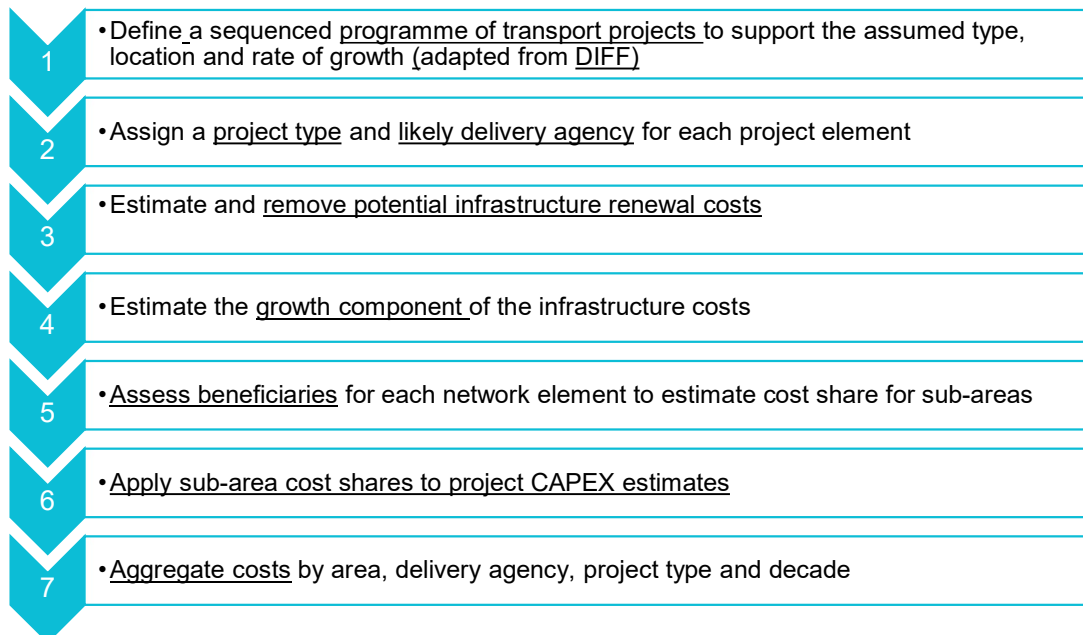 1
•Define a sequenced programme of transport projects to support the assumed type,
location and rate of growth (adapted from DIFF)
2
•Assign a project type and likely delivery agency for each project element
3
•Estimate and remove potential infrastructure renewal costs
4
•Estimate the growth component of the infrastructure costs
5
•Assess beneficiaries for each network element to estimate cost share for sub-areas
6
•Apply sub-area cost shares to project CAPEX estimates
7
•Aggregate costs by area, delivery agency, project type and decade